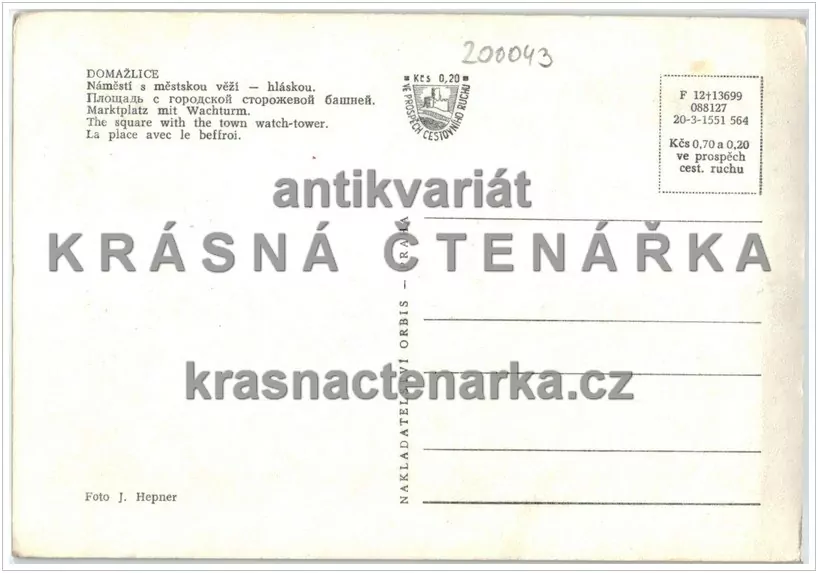 200043
DOMAŽLICE
Náměstí s městskou věží — hláskou.
Площадь с городской сторожевой башней.
Marktplatz mit Wachturm.
The square with the town watch-tower.
La place avec le beffroi.
Kčs 0,20
VE PROSPĚCH CESTOVNÍHO RUCHU
F 12†13699
088127
20-3-1551 564
Kčs 0,70 a 0,20
ve prospěch
cest. ruchu
antikvariát
KRÁSNÁ ČTENÁŘKA
krasnactenarka.cz
NAKLADATELSTVÍ ORBIS — PRAHA
Foto J. Hepner